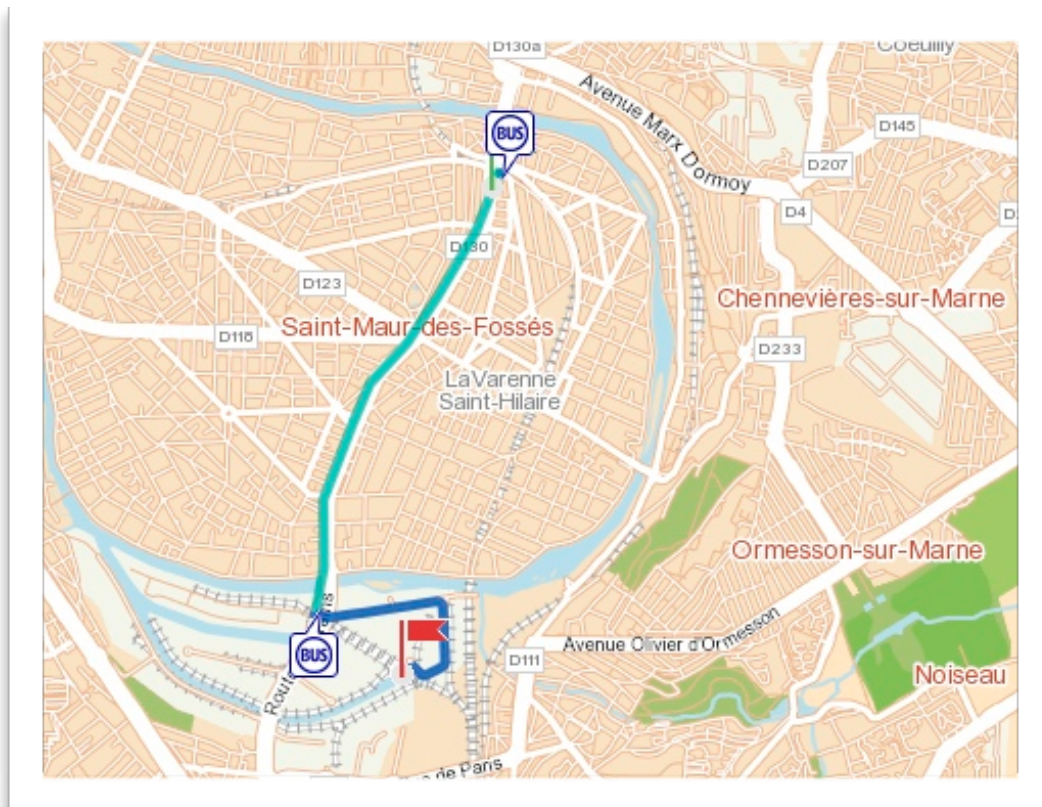 D130a
Coeuilly
Avenue Marx Dormoy
BUS
D145
D207
D4
D130
D123
Chennevières-sur-Marne
Saint-Maur-des-Fossés
D118
D233
La Varenne
Saint-Hilaire
Ormesson-sur-Marne
BUS
Avenue Olivier d'Ormesson
D111
Noiseau
de Paris